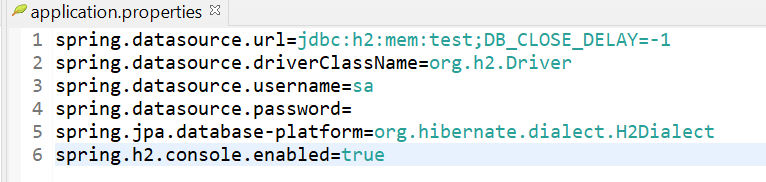 application.properties
1 spring.datasource.url=jdbc:h2:mem:test;DB_CLOSE_DELAY=-1
2 spring.datasource.driverClassName=org.h2.Driver
3 spring.datasource.username=sa
4 spring.datasource.password=
5 spring.jpa.database-platform=org.hibernate.dialect.H2Dialect
6 spring.h2.console.enabled=true